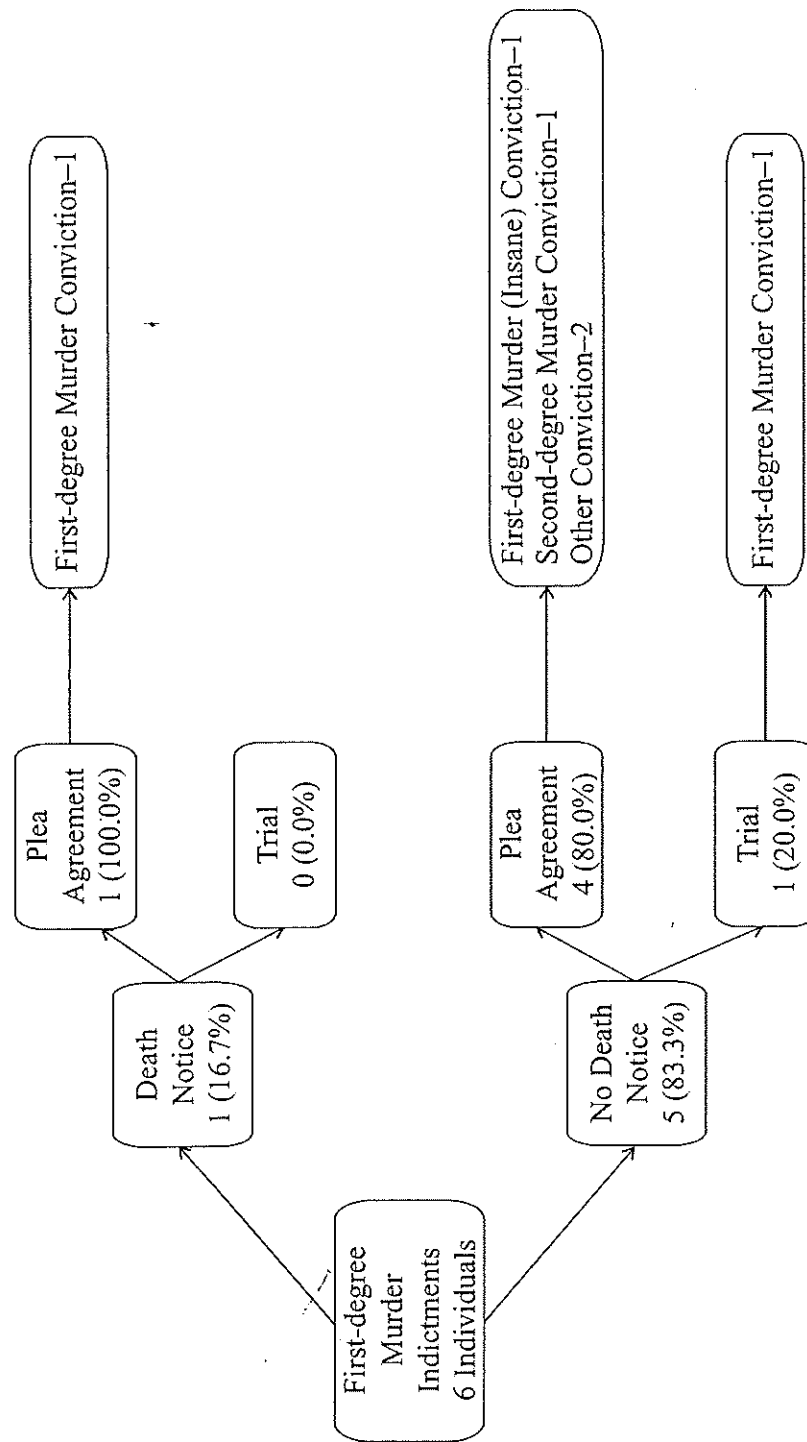 First-degree
Murder
Indictments
6 Individuals
Death
Notice
1 (16.7%)
No Death
Notice
5 (83.3%)
Plea
Agreement
1 (100.0%)
Trial
0 (0.0%)
Plea
Agreement
4 (80.0%)
Trial
1 (20.0%)
First-degree Murder Conviction–1
First-degree Murder (Insane) Conviction–1
Second-degree Murder Conviction–1
Other Conviction–2
First-degree Murder Conviction–1